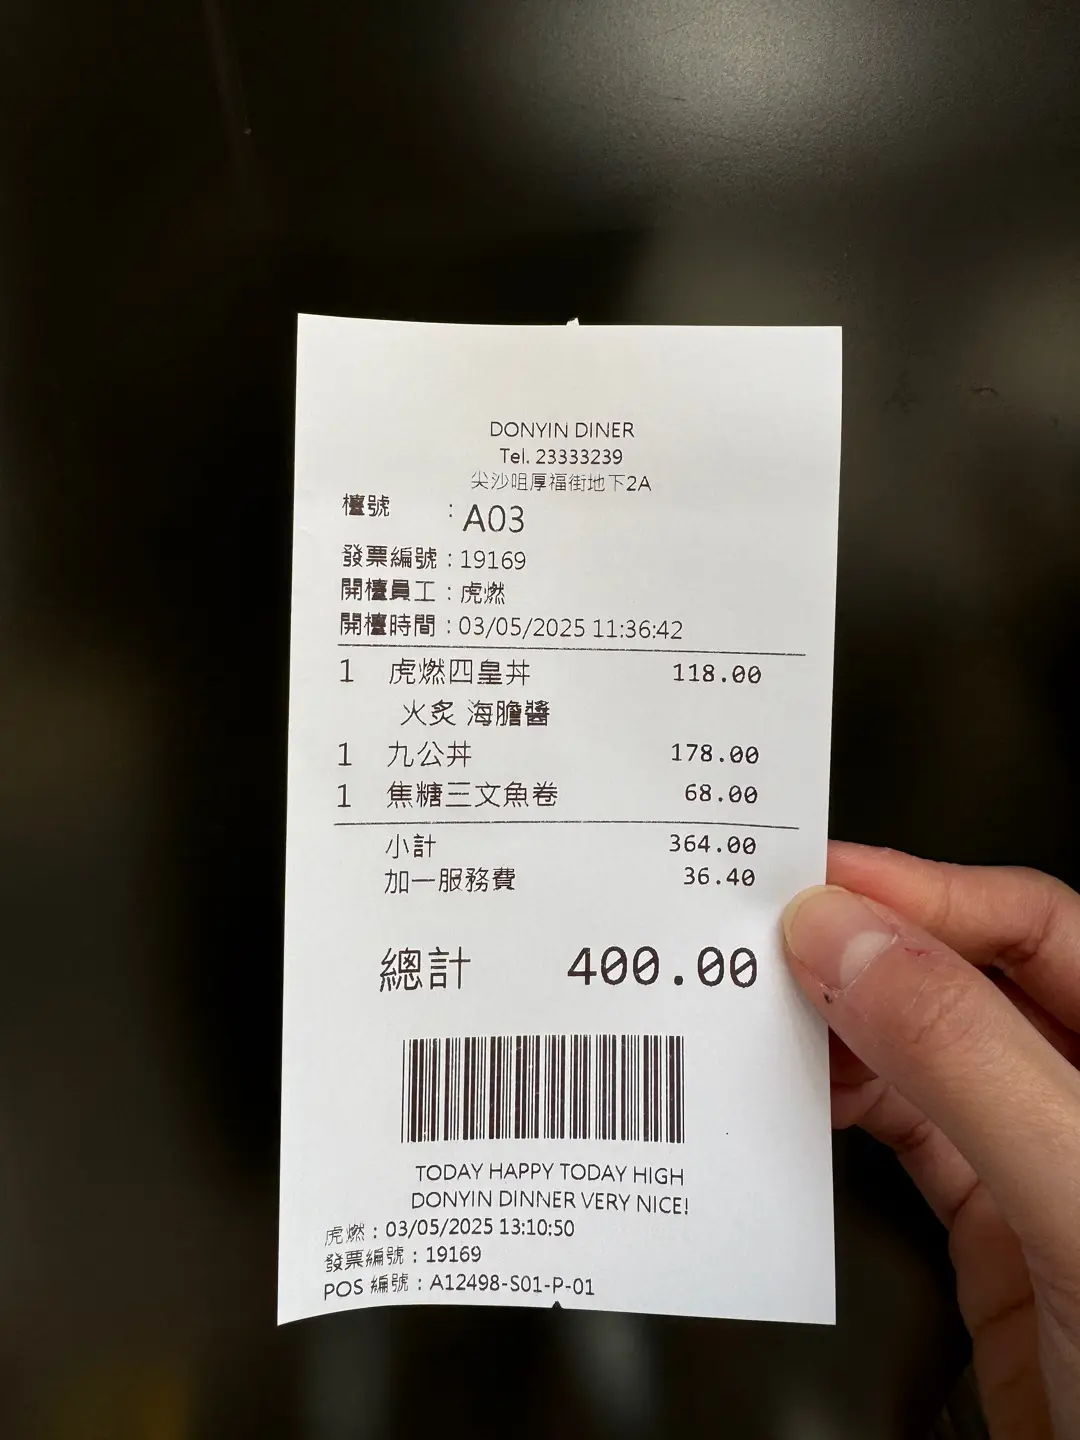 DONYIN DINER
Tel. 23333239
尖沙咀厚福街地下2A
檯號 : A03
發票編號 : 19169
開檯員工 : 虎燃
開檯時間 : 03/05/2025 11:36:42
1 虎燃四皇丼 118.00
火炙 海膽醬
1 九公丼 178.00
1 焦糖三文魚卷 68.00
小計 364.00
加一服務費 36.40
總計 400.00
TODAY HAPPY TODAY HIGH
DONYIN DINNER VERY NICE!
虎燃 : 03/05/2025 13:10:50
發票編號 : 19169
POS 編號 : A12498-S01-P-01